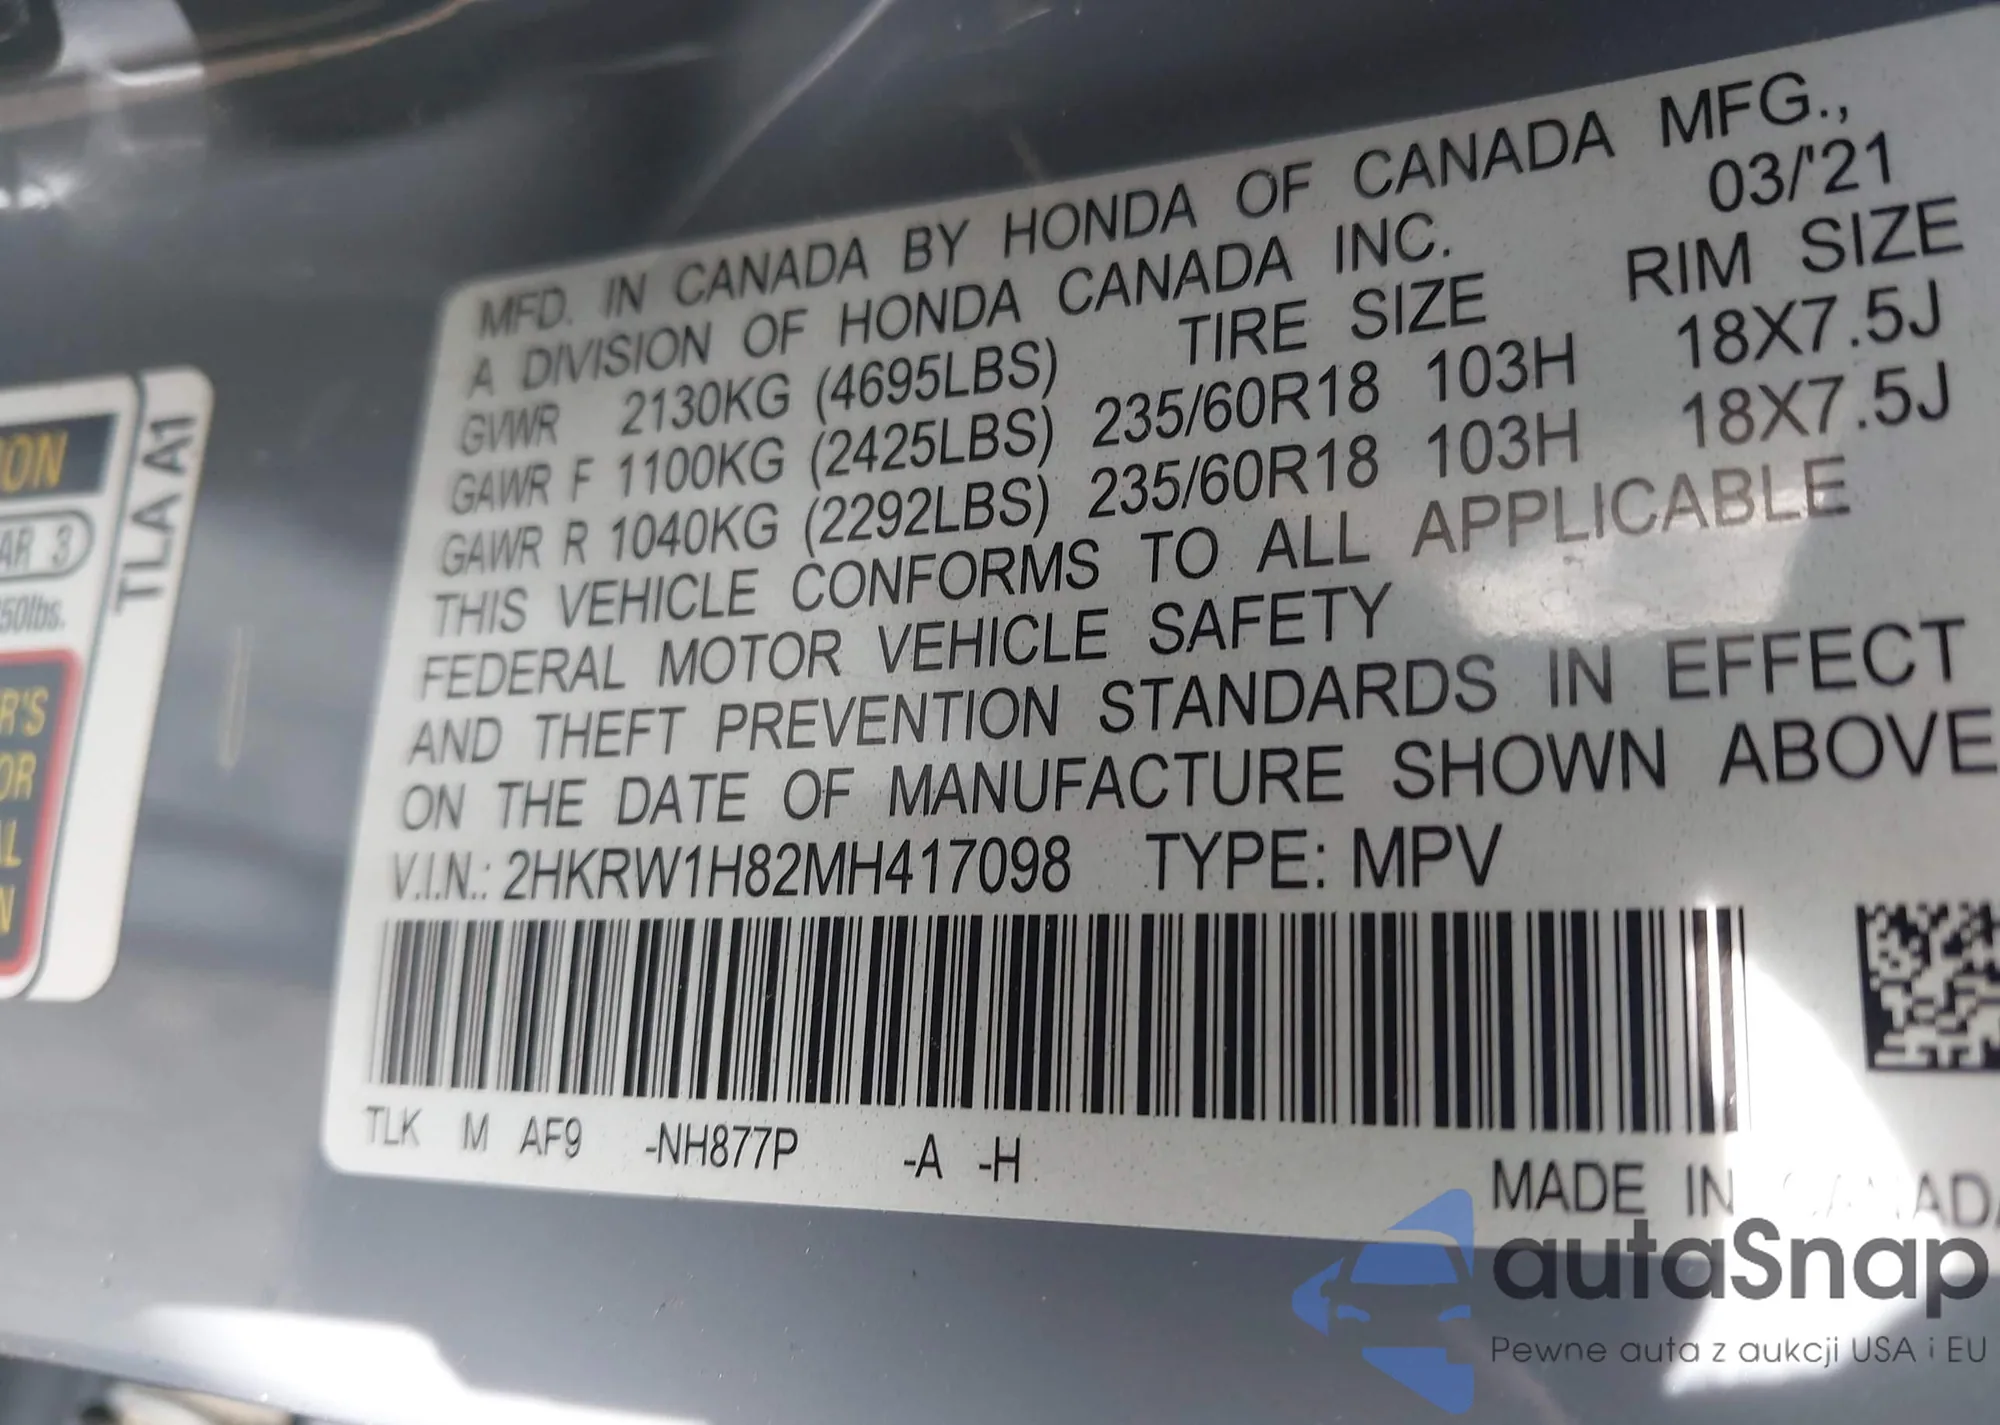 MFD. IN CANADA BY HONDA OF CANADA MFG.,
A DIVISION OF HONDA CANADA INC. 03/'21
GVWR 2130KG (4695LBS) TIRE SIZE RIM SIZE
GAWR F 1100KG (2425LBS) 235/60R18 103H 18X7.5J
GAWR R 1040KG (2292LBS) 235/60R18 103H 18X7.5J
THIS VEHICLE CONFORMS TO ALL APPLICABLE
FEDERAL MOTOR VEHICLE SAFETY
AND THEFT PREVENTION STANDARDS IN EFFECT
ON THE DATE OF MANUFACTURE SHOWN ABOVE
V.I.N.: 2HKRW1H82MH417098 TYPE: MPV
TLK M AF9 -NH877P -A -H
MADE IN CANADA
TLA A1
AR 3
50lbs.
autaSnap
Pewne auta z aukcji USA i EU